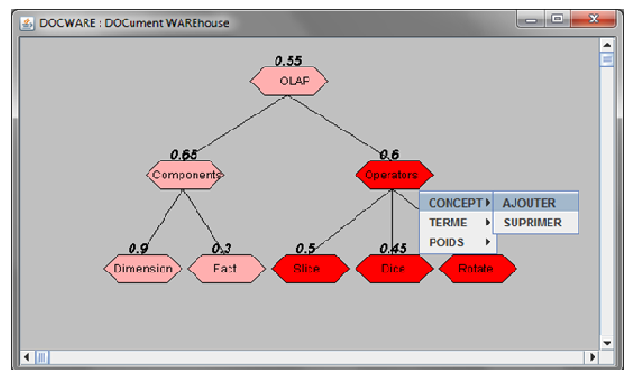 DOCWARE : DOCument WAREhouse
0.55
OLAP
0.65 0.6
Components Operators
CONCEPT AJOUTER
TERME SUPRIMER
POIDS
0.9 0.3 0.5 0.45
Dimension Fact Slice Dice Rotate